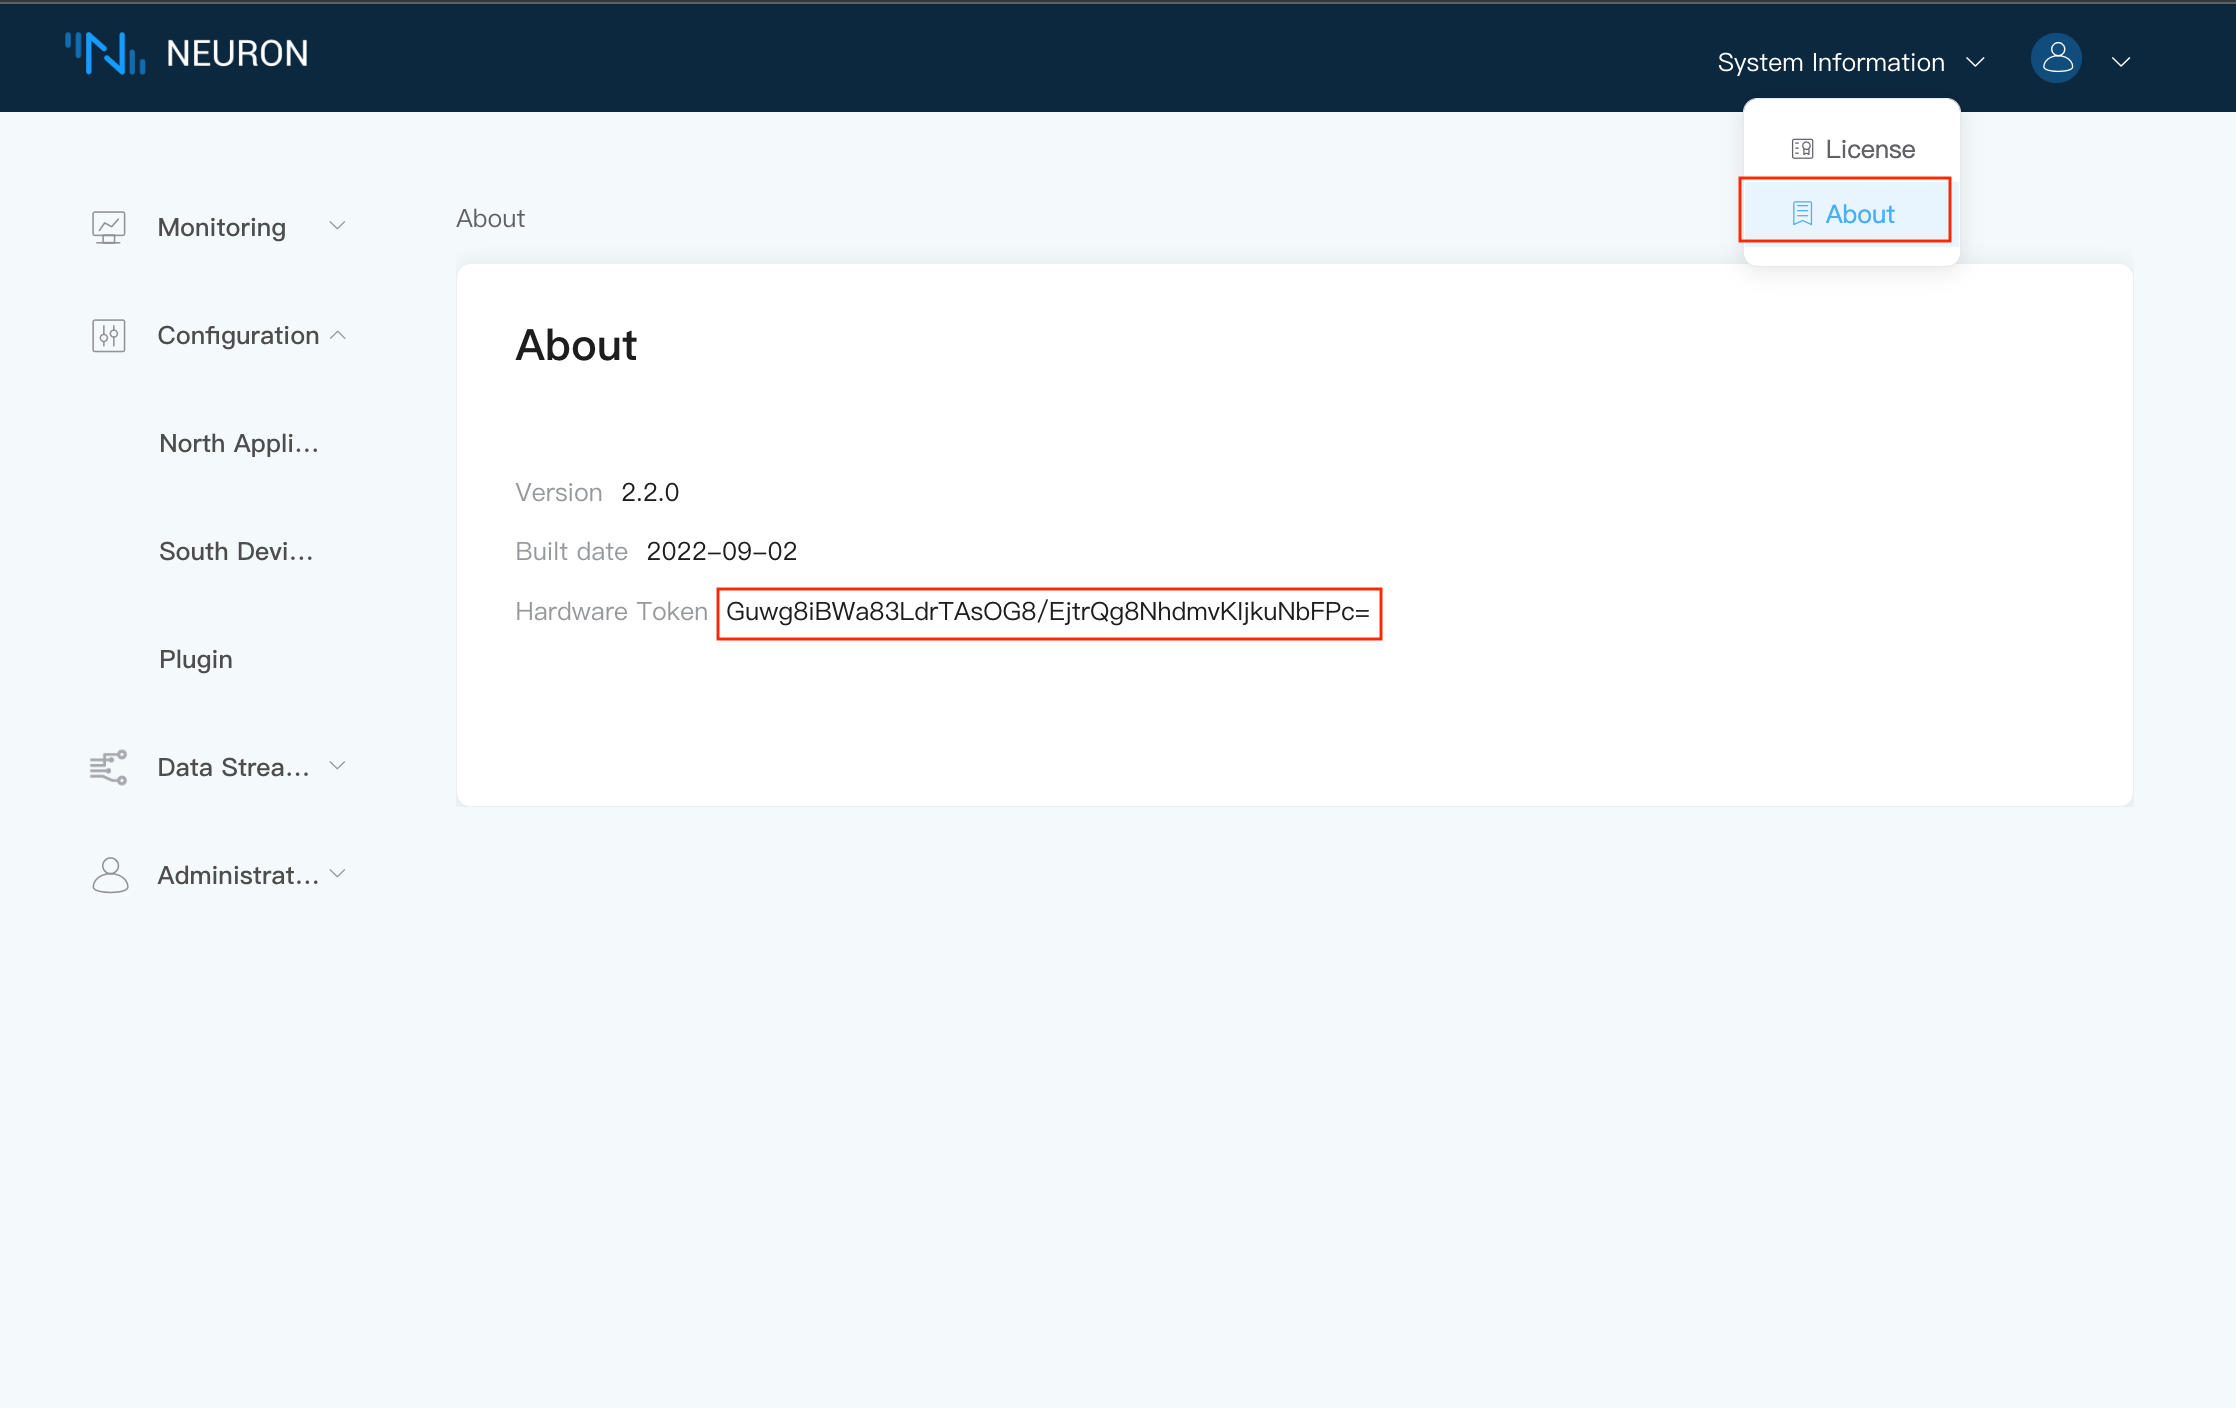 NEURON
System Information
License
About
Monitoring
Configuration
North Appli...
South Devi...
Plugin
Data Strea...
Administrat...
About
About
Version 2.2.0
Built date 2022-09-02
Hardware Token Guwg8iBWa83LdrTAsOG8/EjtrQg8NhdmvKIjkuNbFPc=